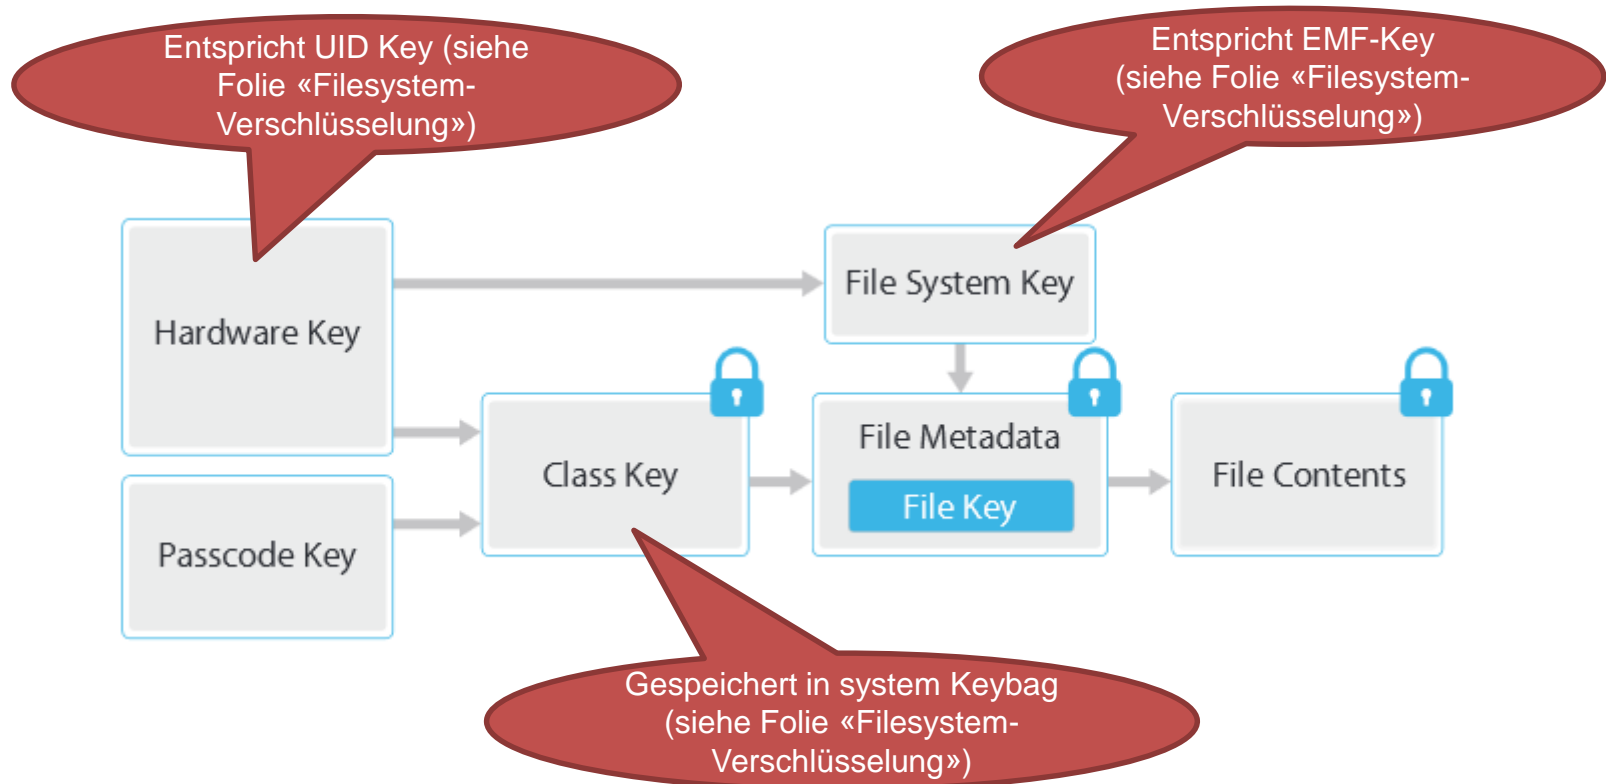 Entspricht UID Key (siehe
Folie «Filesystem-
Verschlüsselung»)
Entspricht EMF-Key
(siehe Folie «Filesystem-
Verschlüsselung»)
Hardware Key
File System Key
Passcode Key
Class Key
File Metadata
File Key
File Contents
Gespeichert in system Keybag
(siehe Folie «Filesystem-
Verschlüsselung»)